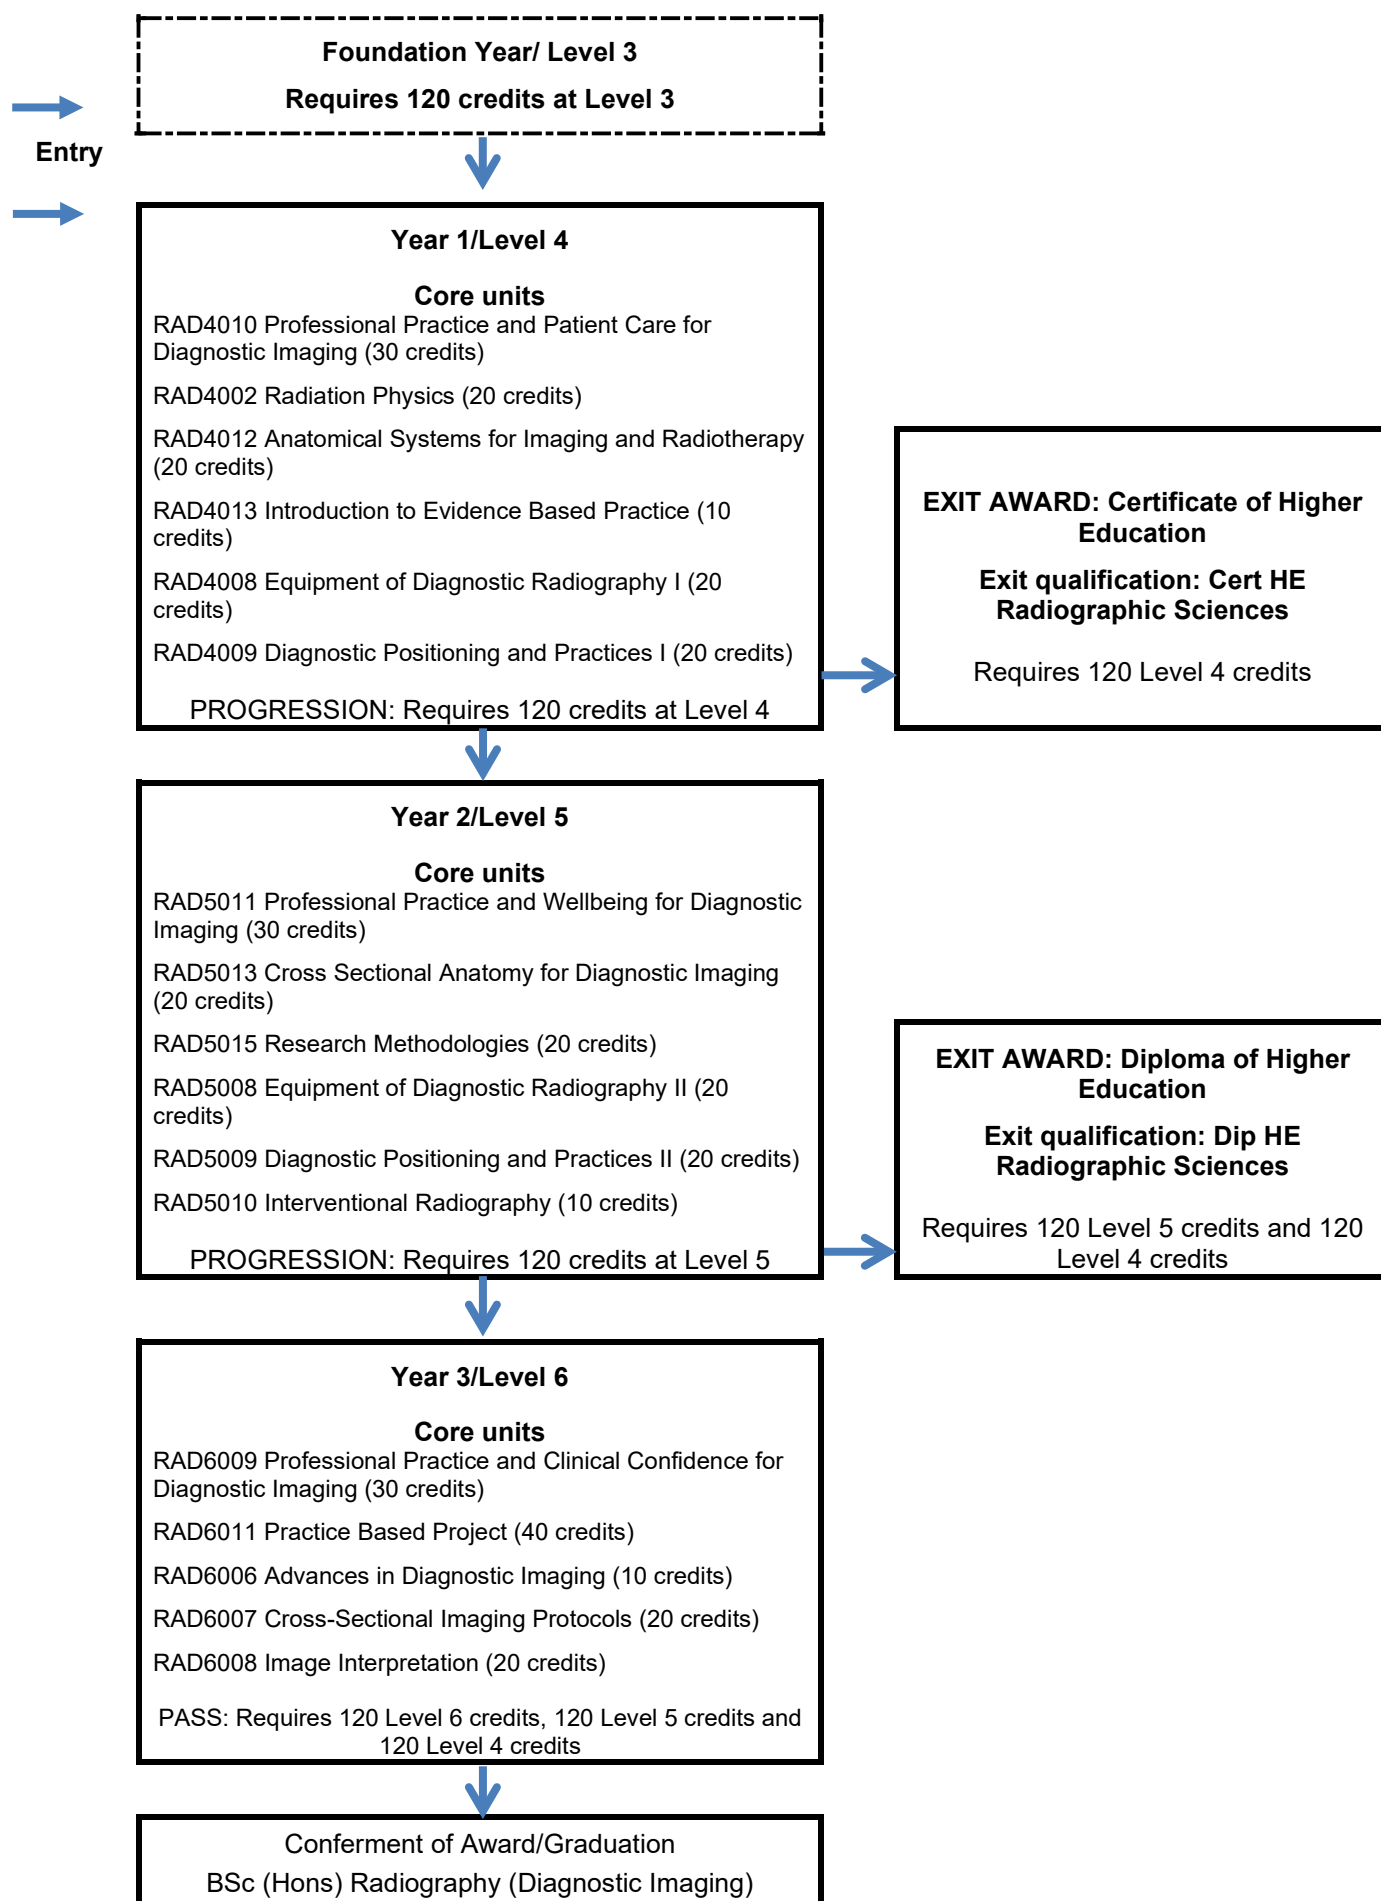 Foundation Year/ Level 3
Requires 120 credits at Level 3
Entry
Year 1/Level 4
Core units
RAD4010 Professional Practice and Patient Care for
Diagnostic Imaging (30 credits)
RAD4002 Radiation Physics (20 credits)
RAD4012 Anatomical Systems for Imaging and Radiotherapy
(20 credits)
RAD4013 Introduction to Evidence Based Practice (10
credits)
RAD4008 Equipment of Diagnostic Radiography I (20
credits)
RAD4009 Diagnostic Positioning and Practices I (20 credits)
PROGRESSION: Requires 120 credits at Level 4
EXIT AWARD: Certificate of Higher
Education
Exit qualification: Cert HE
Radiographic Sciences
Requires 120 Level 4 credits
Year 2/Level 5
Core units
RAD5011 Professional Practice and Wellbeing for Diagnostic
Imaging (30 credits)
RAD5013 Cross Sectional Anatomy for Diagnostic Imaging
(20 credits)
RAD5015 Research Methodologies (20 credits)
RAD5008 Equipment of Diagnostic Radiography II (20
credits)
RAD5009 Diagnostic Positioning and Practices II (20 credits)
RAD5010 Interventional Radiography (10 credits)
PROGRESSION: Requires 120 credits at Level 5
EXIT AWARD: Diploma of Higher
Education
Exit qualification: Dip HE
Radiographic Sciences
Requires 120 Level 5 credits and 120
Level 4 credits
Year 3/Level 6
Core units
RAD6009 Professional Practice and Clinical Confidence for
Diagnostic Imaging (30 credits)
RAD6011 Practice Based Project (40 credits)
RAD6006 Advances in Diagnostic Imaging (10 credits)
RAD6007 Cross-Sectional Imaging Protocols (20 credits)
RAD6008 Image Interpretation (20 credits)
PASS: Requires 120 Level 6 credits, 120 Level 5 credits and
120 Level 4 credits
Conferment of Award/Graduation
BSc (Hons) Radiography (Diagnostic Imaging)